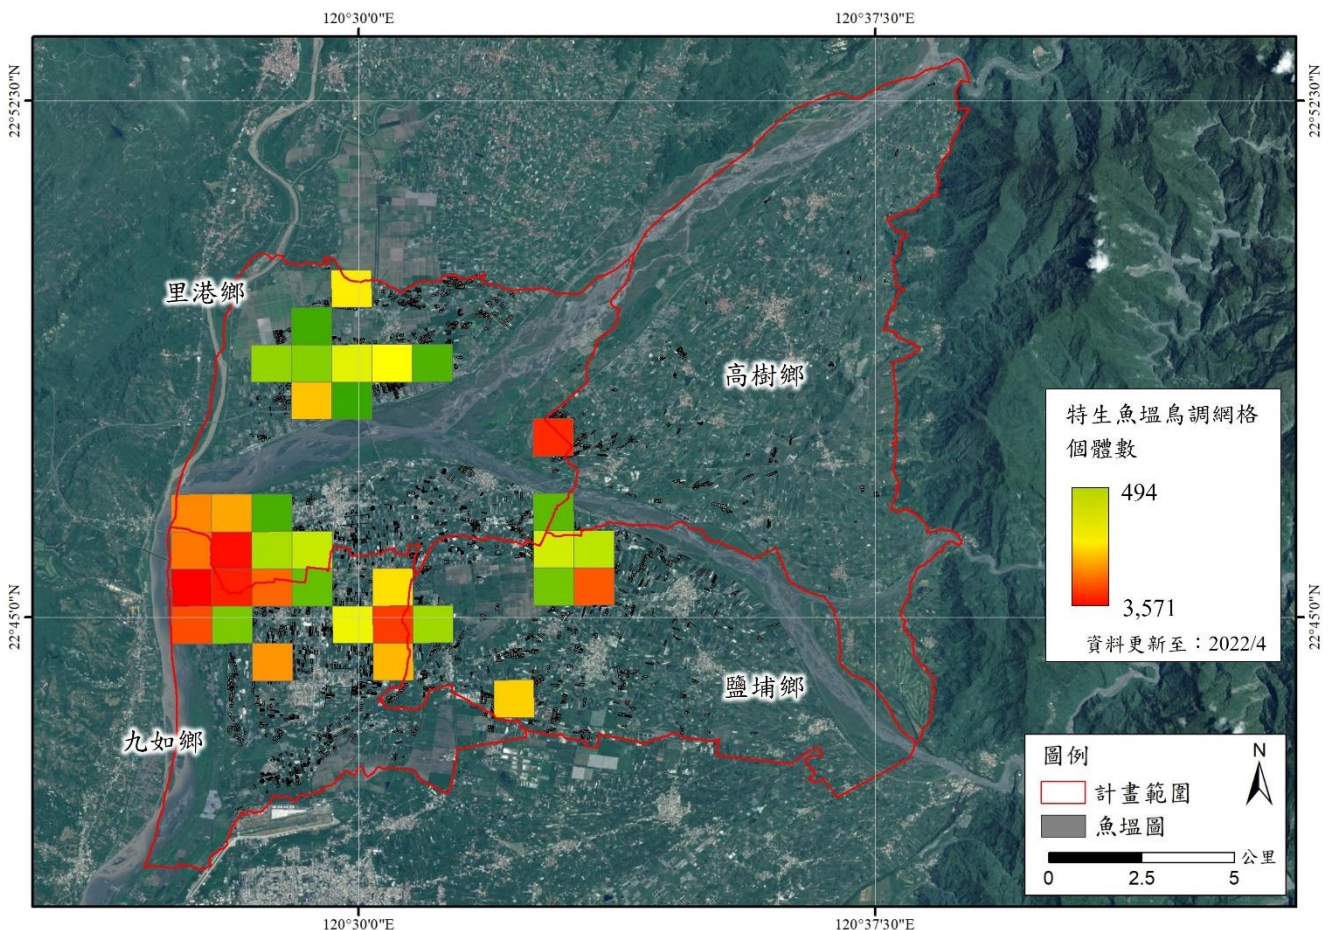 120°30'0"E
120°37'30"E
22°52'30"N
22°52'30"N
里港鄉
高樹鄉
特生魚塭鳥調網格
個體數
494
3,571
資料更新至：2022/4
22°45'0"N
22°45'0"N
鹽埔鄉
九如鄉
圖例
N
計畫範圍
魚塭圖
公里
0
2.5
5
120°30'0"E
120°37'30"E